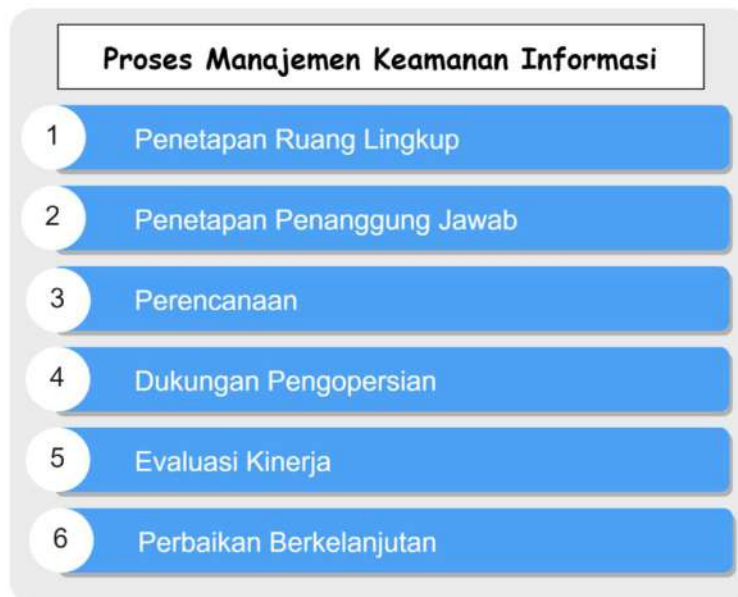 Proses Manajemen Keamanan Informasi
1 Penetapan Ruang Lingkup
2 Penetapan Penanggung Jawab
3 Perencanaan
4 Dukungan Pengopersian
5 Evaluasi Kinerja
6 Perbaikan Berkelanjutan